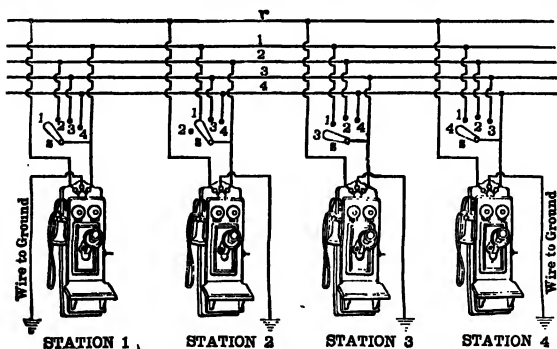 r
1
2
3
4
1 2 3 4 s
1 2 3 4 s
1 2 3 4 s
1 2 3 4 s
Wire to Ground
Wire to Ground
STATION 1 STATION 2 STATION 3 STATION 4